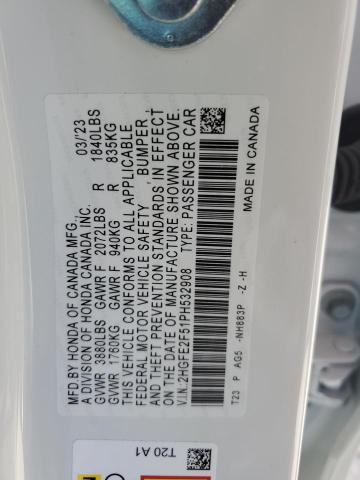 MFD. BY HONDA OF CANADA MFG. 03/'23
A DIVISION OF HONDA CANADA INC.
GVWR 3880LBS GAWR F 2072LBS R 1840LBS
GVWR 1760KG GAWR F 940KG R 835KG
THIS VEHICLE CONFORMS TO ALL APPLICABLE
FEDERAL MOTOR VEHICLE SAFETY BUMPER,
AND THEFT PREVENTION STANDARDS IN EFFECT
ON THE DATE OF MANUFACTURE SHOWN ABOVE.
V.I.N. 2HGFE2F51PH532908 TYPE: PASSENGER CAR
T23 P AG5 -NH883P -Z -H
MADE IN CANADA
T20 A1